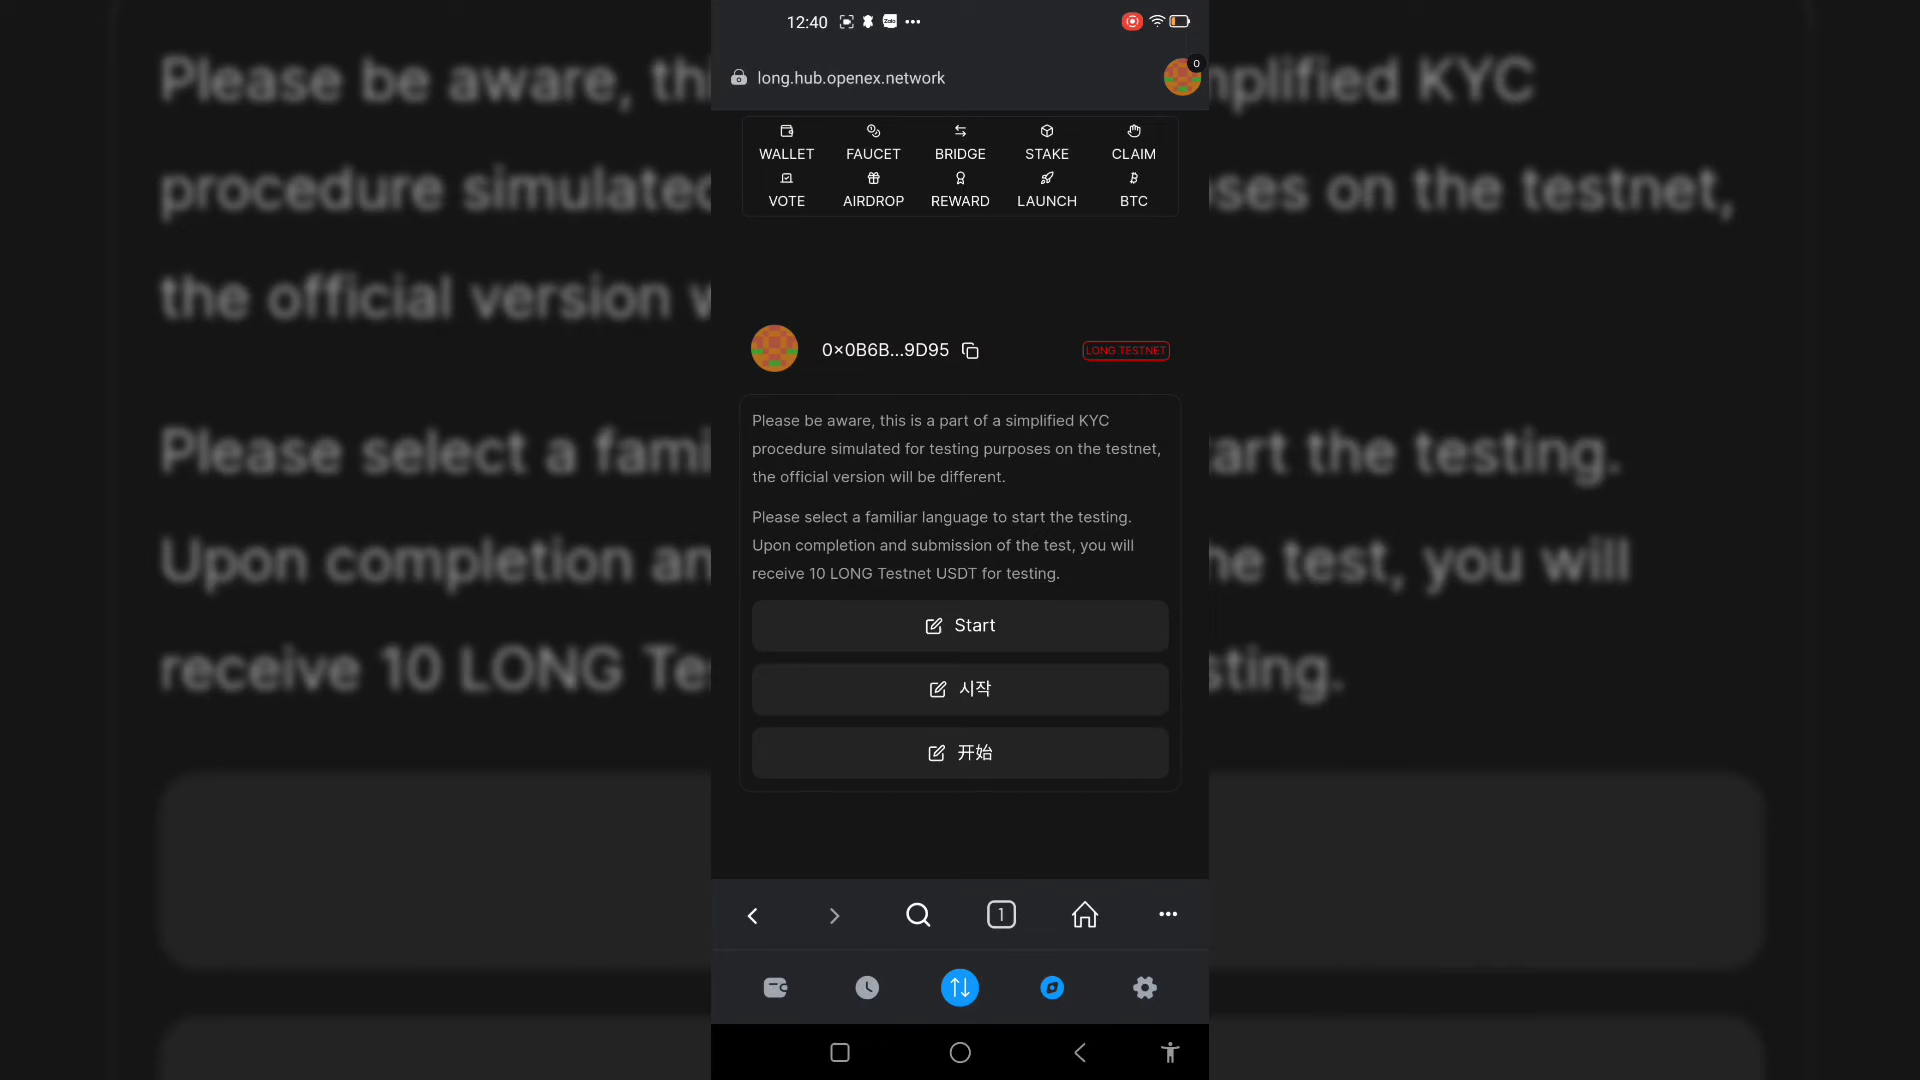 12:40
Zalo
long.hub.openex.network
0
WALLET FAUCET BRIDGE STAKE CLAIM
VOTE AIRDROP REWARD LAUNCH BTC
0×0B6B...9D95
LONG TESTNET
Please be aware, this is a part of a simplified KYC
procedure simulated for testing purposes on the testnet,
the official version will be different.
Please select a familiar language to start the testing.
Upon completion and submission of the test, you will
receive 10 LONG Testnet USDT for testing.
Start
시작
开始
1